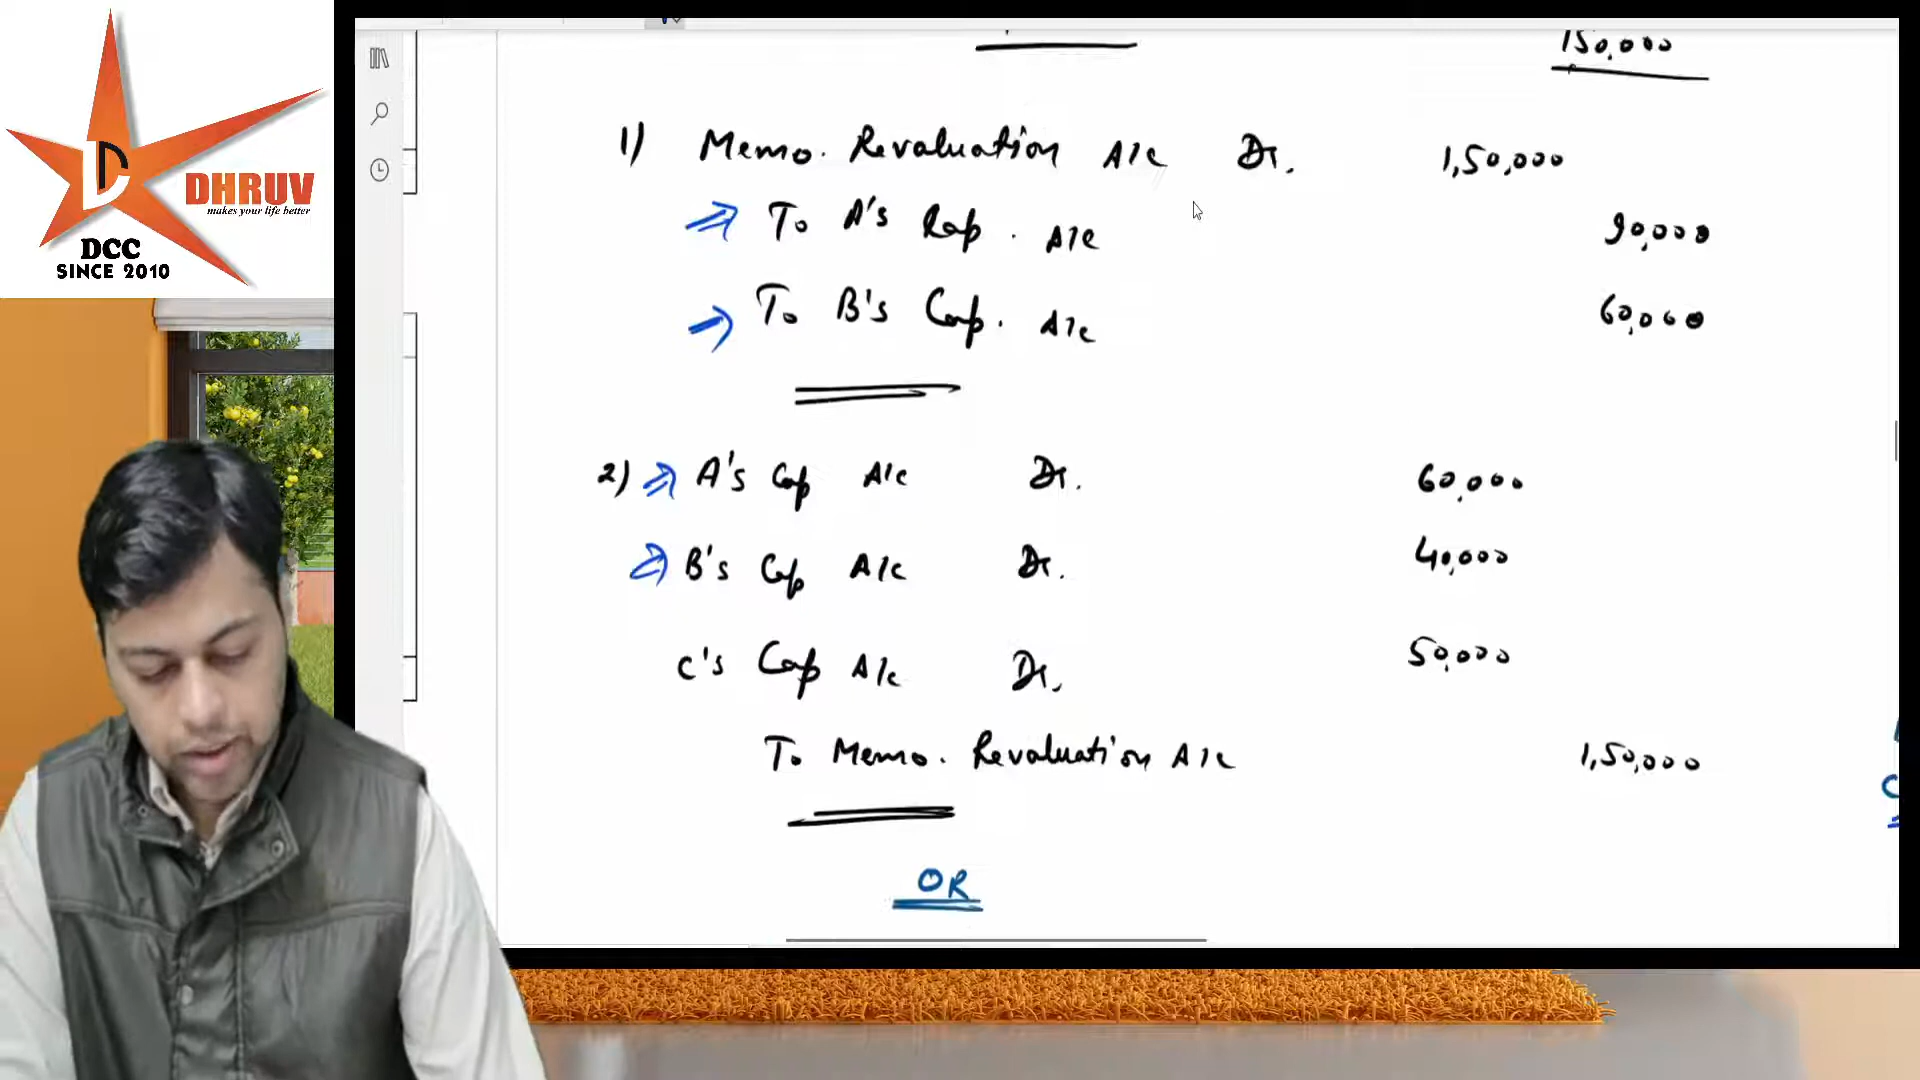 D
DHRUV
makes your life better
DCC
SINCE 2010
150,000
1) Memo. Revaluation A/c Dr. 1,50,000
To A's Cap. A/c 90,000
To B's Cap. A/c 60,000
2) A's Cap A/c Dr. 60,000
B's Cap A/c Dr. 40,000
C's Cap A/c Dr. 50,000
To Memo. Revaluation A/c 1,50,000
OR